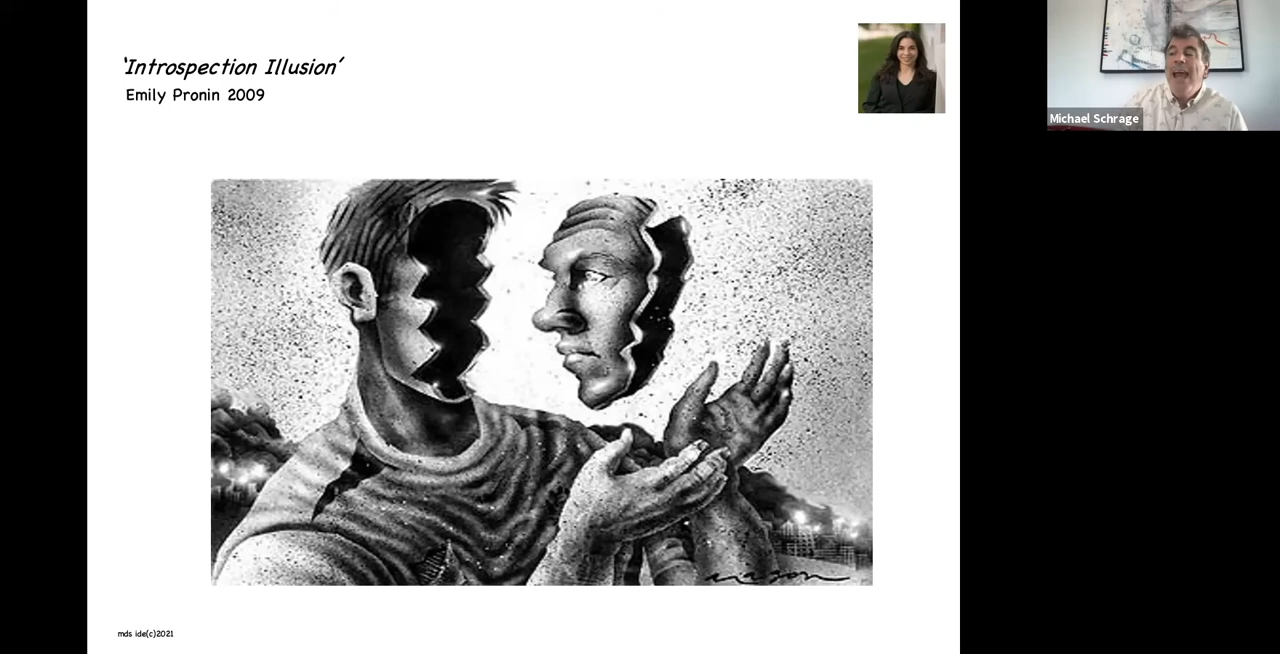 ‘Introspection Illusion’
Emily Pronin 2009
Michael Schrage
mds ide(c)2021